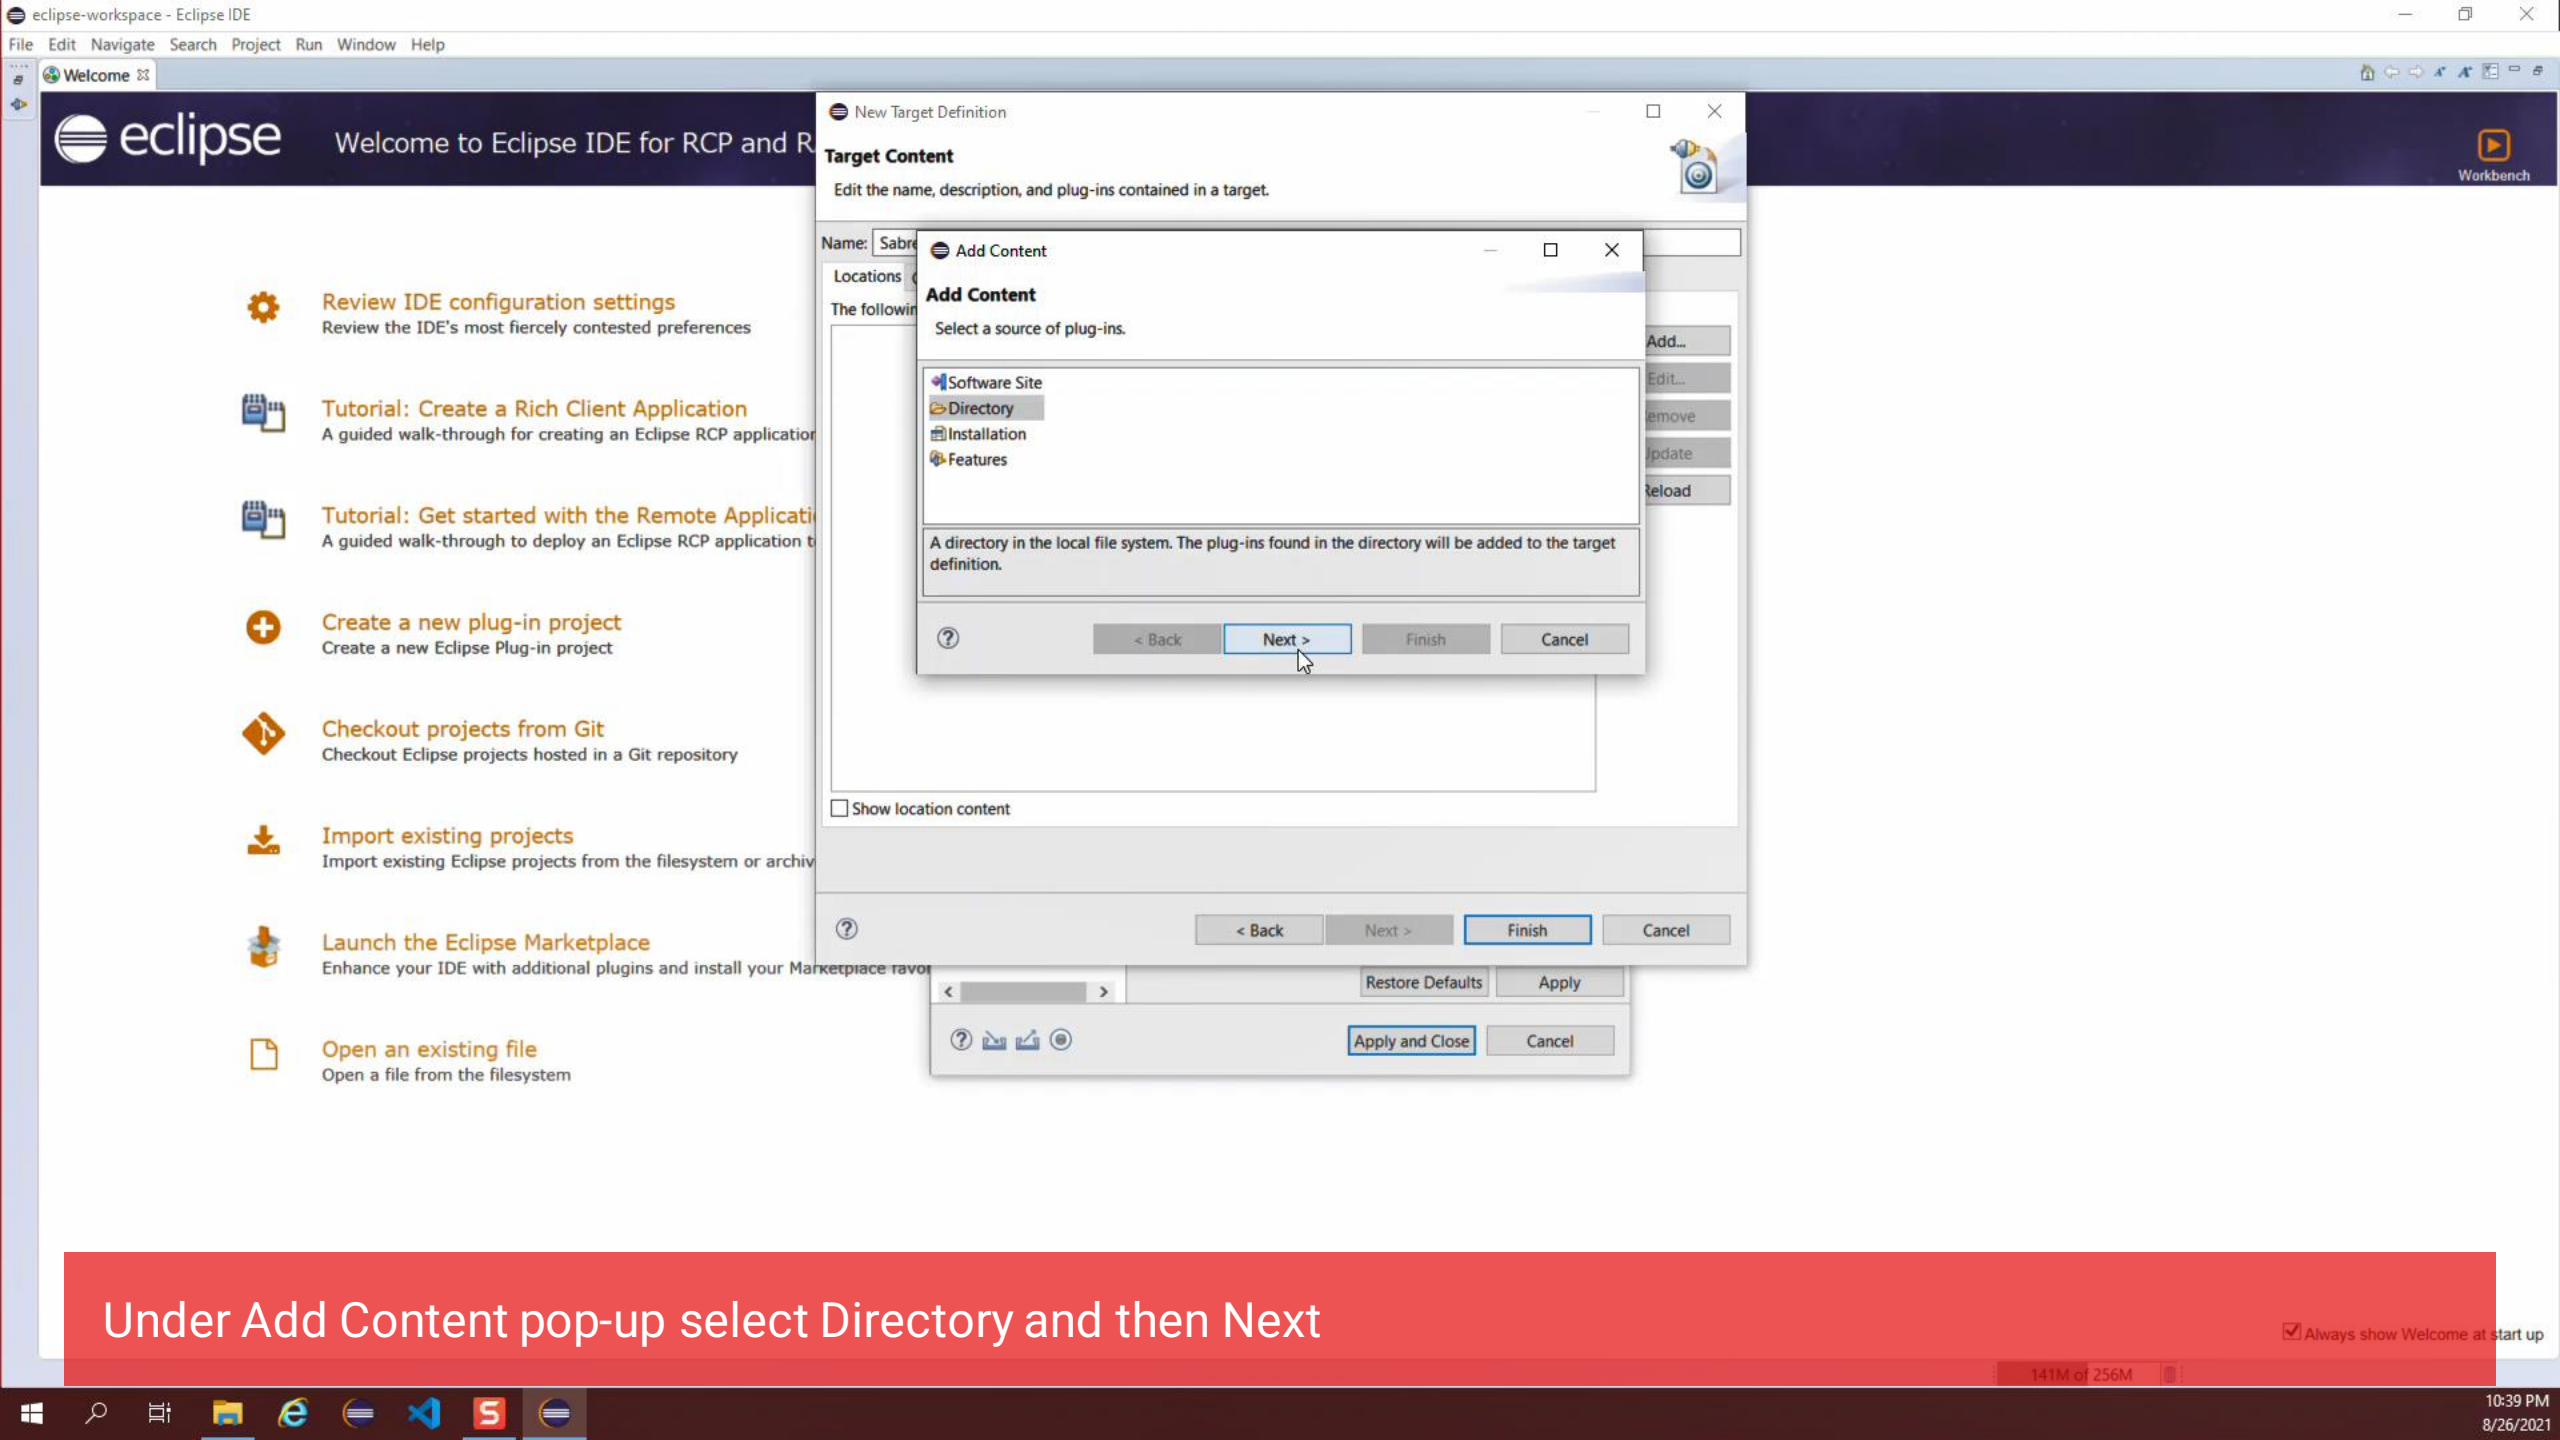 eclipse-workspace - Eclipse IDE
File Edit Navigate Search Project Run Window Help
Welcome
eclipse
Welcome to Eclipse IDE for RCP and R
Workbench
Review IDE configuration settings
Review the IDE's most fiercely contested preferences
Tutorial: Create a Rich Client Application
A guided walk-through for creating an Eclipse RCP application
Tutorial: Get started with the Remote Applicati
A guided walk-through to deploy an Eclipse RCP application t
Create a new plug-in project
Create a new Eclipse Plug-in project
Checkout projects from Git
Checkout Eclipse projects hosted in a Git repository
Import existing projects
Import existing Eclipse projects from the filesystem or archiv
Launch the Eclipse Marketplace
Enhance your IDE with additional plugins and install your Marketplace favor
Open an existing file
Open a file from the filesystem
New Target Definition
Target Content
Edit the name, description, and plug-ins contained in a target.
Name: Sabre
Locations
The followin
Add...
Edit...
emove
Update
Reload
Add Content
Add Content
Select a source of plug-ins.
Software Site
Directory
Installation
Features
A directory in the local file system. The plug-ins found in the directory will be added to the target
definition.
< Back Next > Finish Cancel
Show location content
< Back Next > Finish Cancel
Restore Defaults Apply
Apply and Close Cancel
Under Add Content pop-up select Directory and then Next
Always show Welcome at start up
141M of 256M
10:39 PM
8/26/2021